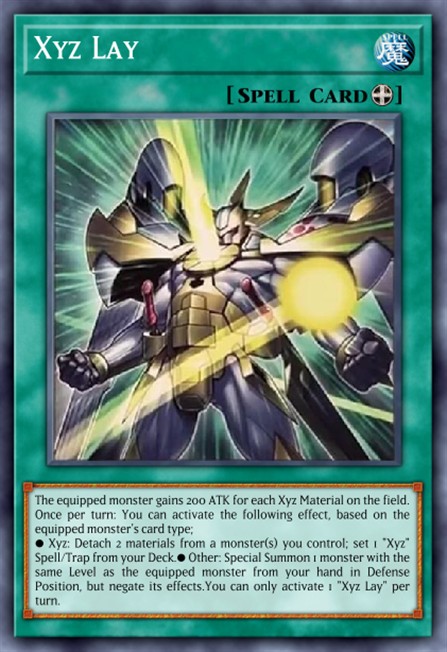 Xyz Lay
SPELL
魔
[SPELL CARD]
The equipped monster gains 200 ATK for each Xyz Material on the field.
Once per turn: You can activate the following effect, based on the
equipped monster's card type;
● Xyz: Detach 2 materials from a monster(s) you control; set 1 "Xyz"
Spell/Trap from your Deck.● Other: Special Summon 1 monster with the
same Level as the equipped monster from your hand in Defense
Position, but negate its effects.You can only activate 1 "Xyz Lay" per
turn.